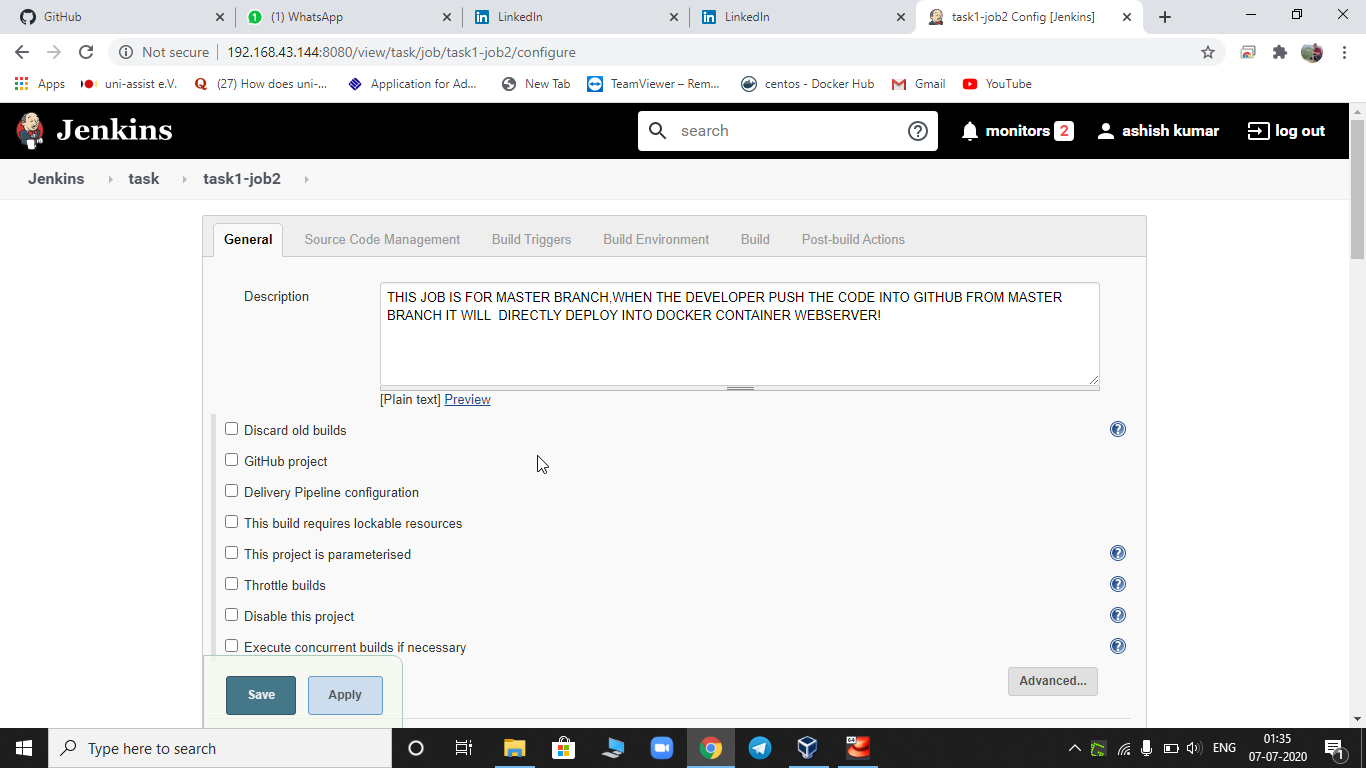 GitHub
(1) WhatsApp
LinkedIn
LinkedIn
task1-job2 Config [Jenkins]
Not secure
192.168.43.144:8080/view/task/job/task1-job2/configure
Apps
uni-assist e.V.
(27) How does uni-...
Application for Ad...
New Tab
TeamViewer – Rem...
centos - Docker Hub
Gmail
YouTube
Jenkins
search
monitors 2
ashish kumar
log out
Jenkins
task
task1-job2
General
Source Code Management
Build Triggers
Build Environment
Build
Post-build Actions
Description
THIS JOB IS FOR MASTER BRANCH,WHEN THE DEVELOPER PUSH THE CODE INTO GITHUB FROM MASTER
BRANCH IT WILL  DIRECTLY DEPLOY INTO DOCKER CONTAINER WEBSERVER!
[Plain text] Preview
Discard old builds
GitHub project
Delivery Pipeline configuration
This build requires lockable resources
This project is parameterised
Throttle builds
Disable this project
Execute concurrent builds if necessary
Advanced...
Save
Apply
Type here to search
ENG
01:35
07-07-2020
1